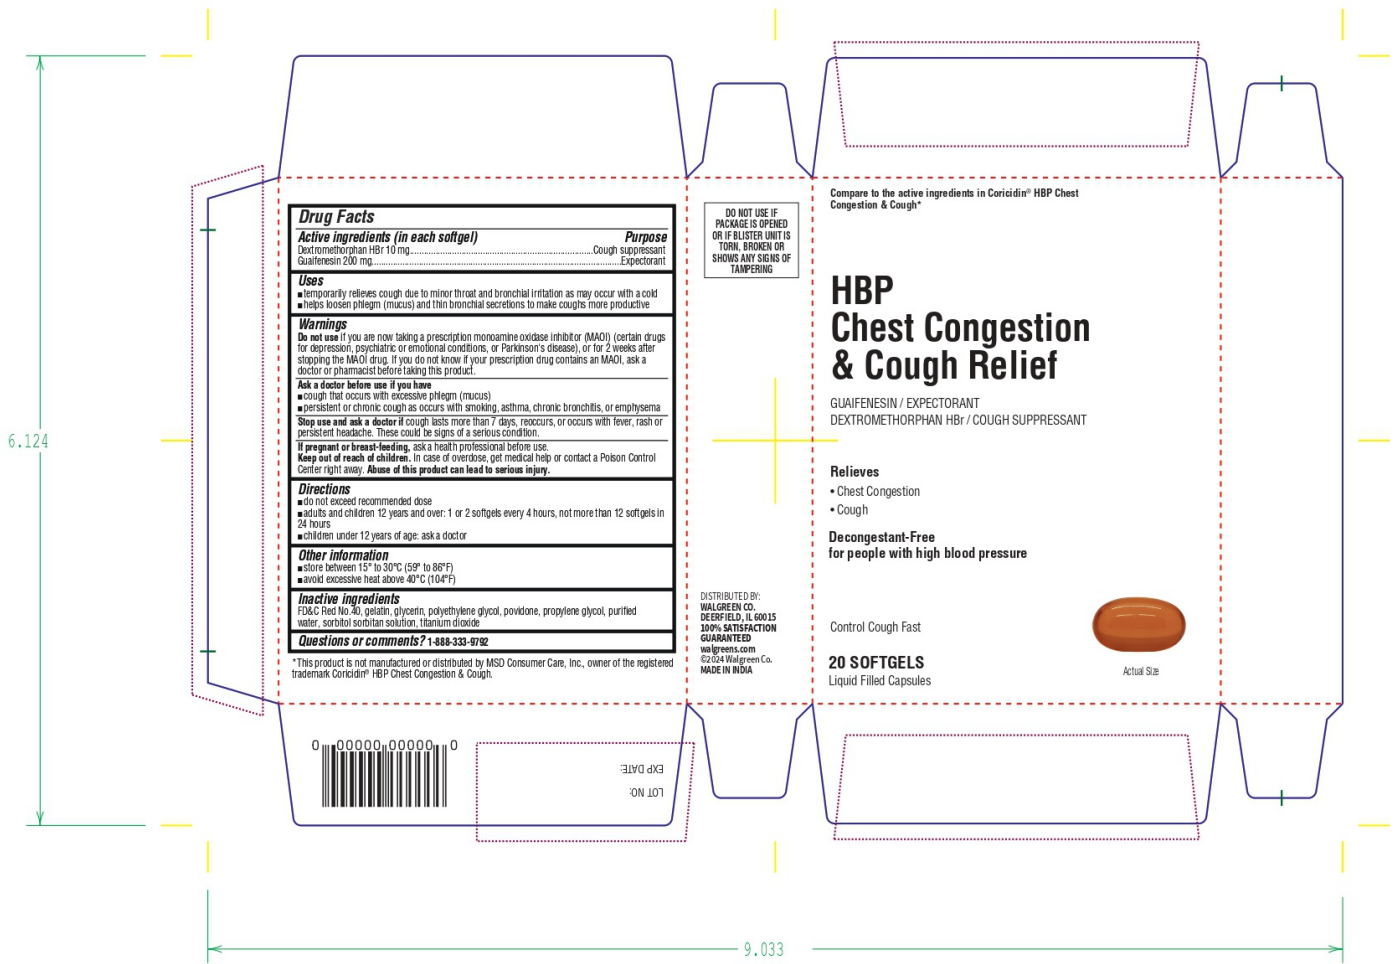 Drug Facts
Active ingredients (in each softgel) Purpose
Dextromethorphan HBr 10 mg..........................................................................Cough suppressant
Guaifenesin 200 mg....................................................................................................Expectorant
Uses
■ temporarily relieves cough due to minor throat and bronchial irritation as may occur with a cold
■ helps loosen phlegm (mucus) and thin bronchial secretions to make coughs more productive
Warnings
Do not use if you are now taking a prescription monoamine oxidase inhibitor (MAOI) (certain drugs
for depression, psychiatric or emotional conditions, or Parkinson's disease), or for 2 weeks after
stopping the MAOI drug. If you do not know if your prescription drug contains an MAOI, ask a
doctor or pharmacist before taking this product.
Ask a doctor before use if you have
■ cough that occurs with excessive phlegm (mucus)
■ persistent or chronic cough as occurs with smoking, asthma, chronic bronchitis, or emphysema
Stop use and ask a doctor if cough lasts more than 7 days, reoccurs, or occurs with fever, rash or
persistent headache. These could be signs of a serious condition.
If pregnant or breast-feeding, ask a health professional before use.
Keep out of reach of children. In case of overdose, get medical help or contact a Poison Control
Center right away. Abuse of this product can lead to serious injury.
Directions
■ do not exceed recommended dose
■ adults and children 12 years and over: 1 or 2 softgels every 4 hours, not more than 12 softgels in
24 hours
■ children under 12 years of age: ask a doctor
Other information
■ store between 15° to 30°C (59° to 86°F)
■ avoid excessive heat above 40°C (104°F)
Inactive ingredients
FD&C Red No.40, gelatin, glycerin, polyethylene glycol, povidone, propylene glycol, purified
water, sorbitol sorbitan solution, titanium dioxide
Questions or comments? 1-888-333-9792
*This product is not manufactured or distributed by MSD Consumer Care, Inc., owner of the registered
trademark Coricidin® HBP Chest Congestion & Cough.
0 00000 00000 0
EXP DATE:
LOT NO:
DO NOT USE IF
PACKAGE IS OPENED
OR IF BLISTER UNIT IS
TORN, BROKEN OR
SHOWS ANY SIGNS OF
TAMPERING
DISTRIBUTED BY:
WALGREEN CO.
DEERFIELD, IL 60015
100% SATISFACTION
GUARANTEED
walgreens.com
©2024 Walgreen Co.
MADE IN INDIA
Compare to the active ingredients in Coricidin® HBP Chest
Congestion & Cough*
HBP
Chest Congestion
& Cough Relief
GUAIFENESIN / EXPECTORANT
DEXTROMETHORPHAN HBr / COUGH SUPPRESSANT
Relieves
• Chest Congestion
• Cough
Decongestant-Free
for people with high blood pressure
Control Cough Fast
20 SOFTGELS
Liquid Filled Capsules
Actual Size
6.124
9.033